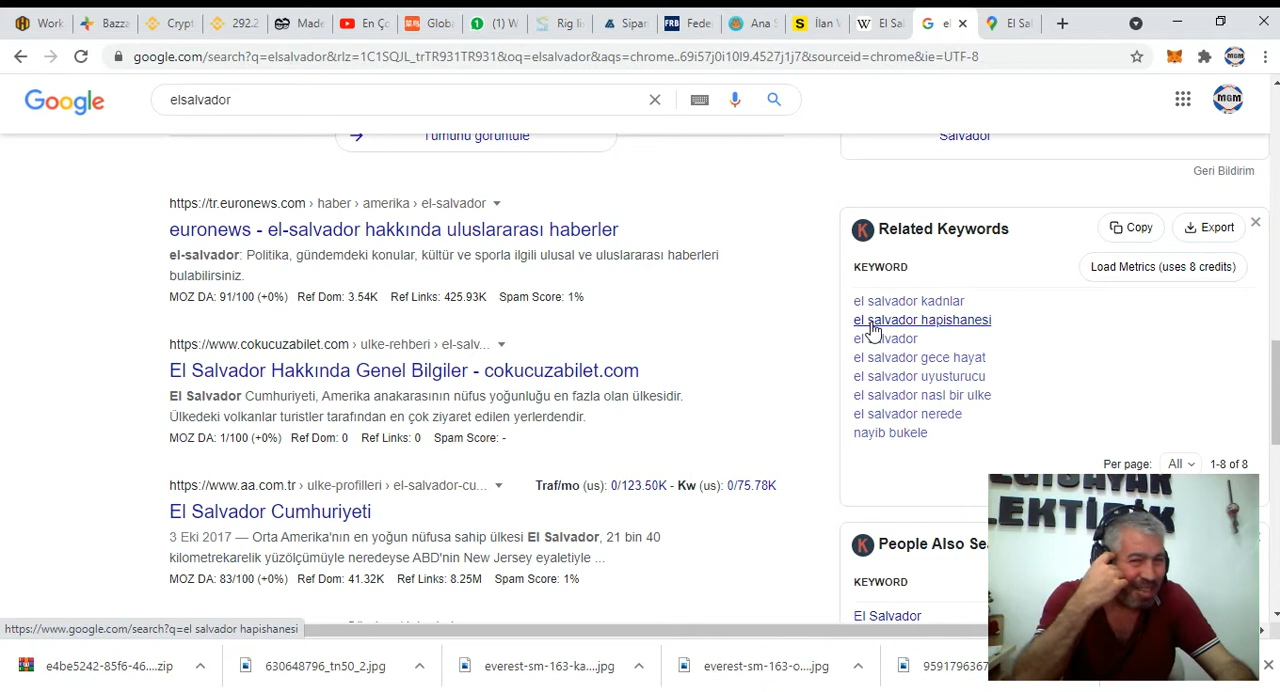 Work
Bazza
Crypt
292.2
Made
En Ço
Globa
(1) W
Rig li
Sipar
FRB
Fede
Ana S
S
İlan V
W
El Sa
el
El Sa
google.com/search?q=elsalvador&rlz=1C1SQJL_trTR931TR931&oq=elsalvador&aqs=chrome..69i57j0i10l9.4527j1j7&sourceid=chrome&ie=UTF-8
Google
elsalvador
MGM
Tümünü görüntüle
Salvador
Geri Bildirim
https://tr.euronews.com › haber › amerika › el-salvador
euronews - el-salvador hakkında uluslararası haberler
el-salvador: Politika, gündemdeki konular, kültür ve sporla ilgili ulusal ve uluslararası haberleri
bulabilirsiniz.
MOZ DA: 91/100 (+0%) Ref Dom: 3.54K Ref Links: 425.93K Spam Score: 1%
https://www.cokucuzabilet.com › ulke-rehberi › el-salv...
El Salvador Hakkında Genel Bilgiler - cokucuzabilet.com
El Salvador Cumhuriyeti, Amerika anakarasının nüfus yoğunluğu en fazla olan ülkesidir.
Ülkedeki volkanlar turistler tarafından en çok ziyaret edilen yerlerdendir.
MOZ DA: 1/100 (+0%) Ref Dom: 0 Ref Links: 0 Spam Score: -
https://www.aa.com.tr › ulke-profilleri › el-salvador-cu...
Traf/mo (us): 0/123.50K - Kw (us): 0/75.78K
El Salvador Cumhuriyeti
3 Eki 2017 — Orta Amerika'nın en yoğun nüfusa sahip ülkesi El Salvador, 21 bin 40
kilometrekarelik yüzölçümüyle neredeyse ABD'nin New Jersey eyaletiyle ...
MOZ DA: 83/100 (+0%) Ref Dom: 41.32K Ref Links: 8.25M Spam Score: 1%
K Related Keywords
Copy
Export
KEYWORD
Load Metrics (uses 8 credits)
el salvador kadnlar
el salvador hapishanesi
el salvador
el salvador gece hayat
el salvador uyusturucu
el salvador nasl bir ulke
el salvador nerede
nayib bukele
Per page: All 1-8 of 8
K People Also Se
KEYWORD
El Salvador
LEKTİRİK
https://www.google.com/search?q=el salvador hapishanesi
e4be5242-85f6-46....zip
630648796_tn50_2.jpg
everest-sm-163-ka....jpg
everest-sm-163-o....jpg
9591796367